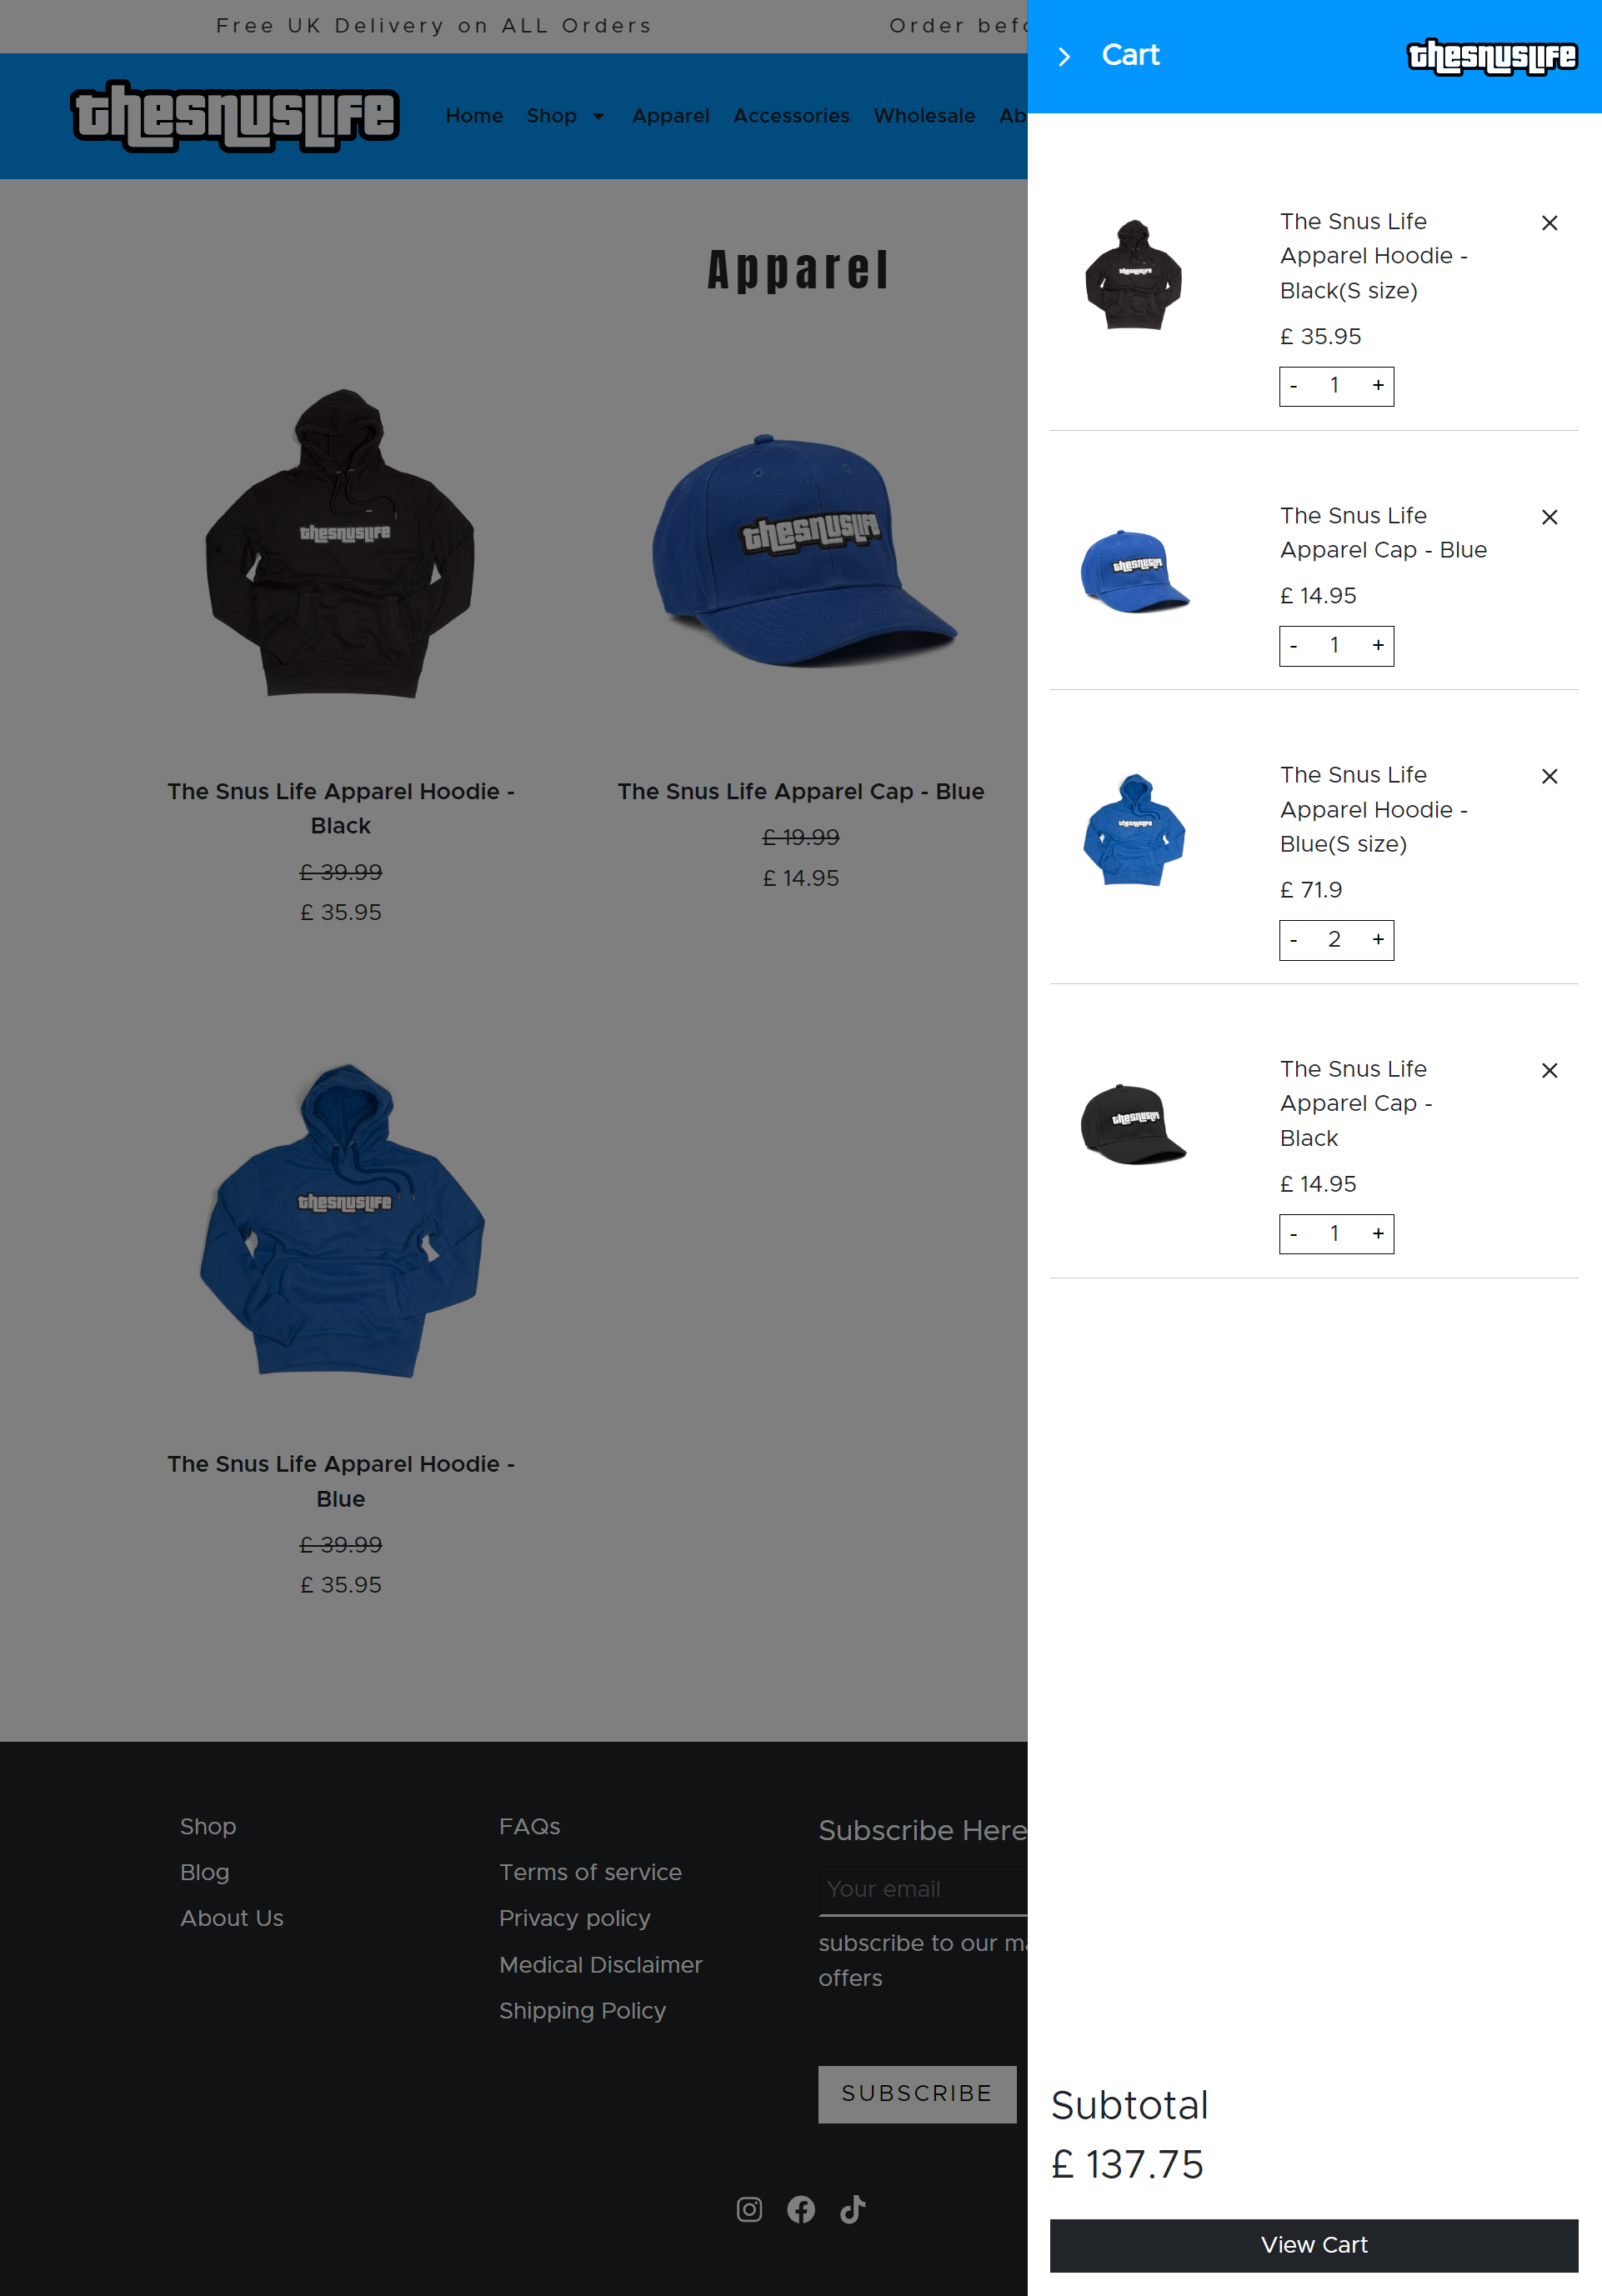 Free UK Delivery on ALL Orders
Order befo
thesnuslife
Home
Shop
Apparel
Accessories
Wholesale
Ab
Apparel
thesnuslife
The Snus Life Apparel Hoodie -
Black
£ 39.99
£ 35.95
thesnuslife
The Snus Life Apparel Cap - Blue
£ 19.99
£ 14.95
thesnuslife
The Snus Life Apparel Hoodie -
Blue
£ 39.99
£ 35.95
Shop
Blog
About Us
FAQs
Terms of service
Privacy policy
Medical Disclaimer
Shipping Policy
Subscribe Here
Your email
subscribe to our ma
offers
SUBSCRIBE
Cart
thesnuslife
thesnuslife
The Snus Life
Apparel Hoodie -
Black(S size)
£ 35.95
- 1 +
thesnuslife
The Snus Life
Apparel Cap - Blue
£ 14.95
- 1 +
thesnuslife
The Snus Life
Apparel Hoodie -
Blue(S size)
£ 71.9
- 2 +
thesnuslife
The Snus Life
Apparel Cap -
Black
£ 14.95
- 1 +
Subtotal
£ 137.75
View Cart